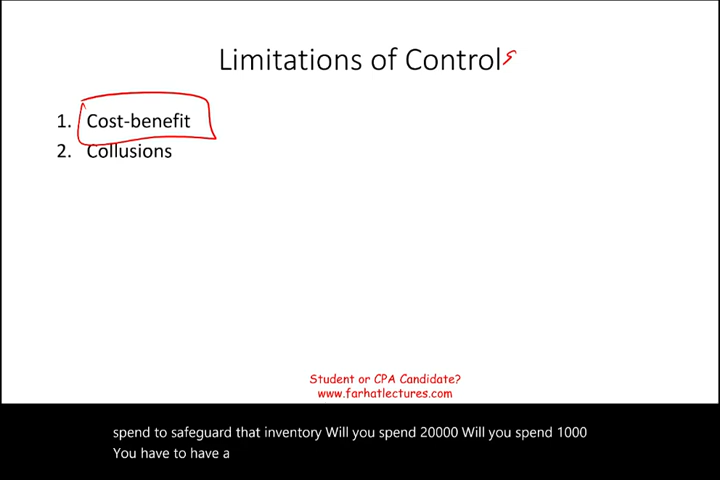 Limitations of Controls
1. Cost-benefit
2. Collusions
Student or CPA Candidate?
www.farhatlectures.com
spend to safeguard that inventory Will you spend 20000 Will you spend 1000
You have to have a